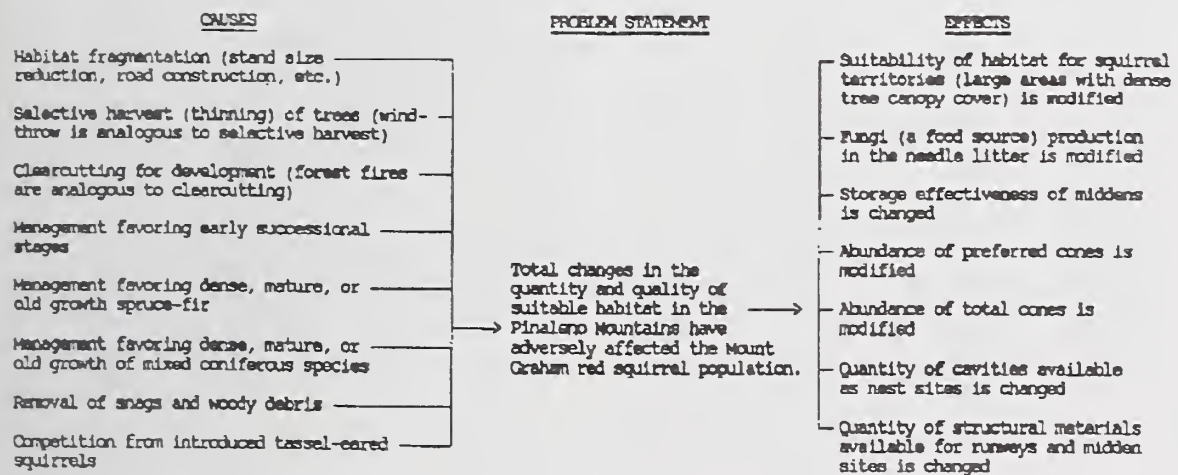 CAUSES
Habitat fragmentation (stand size
reduction, road construction, etc.)
Selective harvest (thinning) of trees (wind-
throw is analogous to selective harvest)
Clearcutting for development (forest fires
are analogous to clearcutting)
Management favoring early successional
stages
Management favoring dense, mature, or
old growth spruce-fir
Management favoring dense, mature, or
old growth of mixed coniferous species
Removal of snags and woody debris
Competition from introduced tassel-eared
squirrels
PROBLEM STATEMENT
Total changes in the
quantity and quality of
suitable habitat in the
Pinaleno Mountains have
adversely affected the Mount
Graham red squirrel population.
EFFECTS
Suitability of habitat for squirrel
territories (large areas with dense
tree canopy cover) is modified
Fungi (a food source) production
in the needle litter is modified
Storage effectiveness of middens
is changed
Abundance of preferred cones is
modified
Abundance of total cones is
modified
Quantity of cavities available
as nest sites is changed
Quantity of structural materials
available for runways and midden
sites is changed